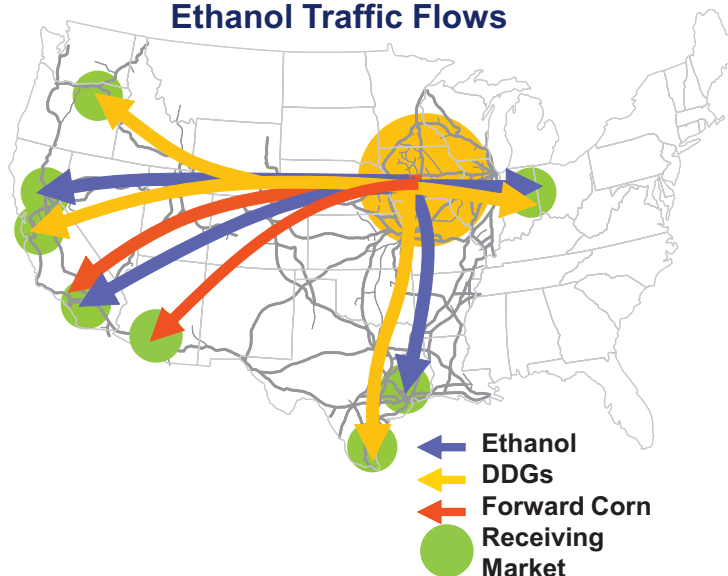 Ethanol Traffic Flows
Ethanol
DDGs
Forward Corn
Receiving
Market